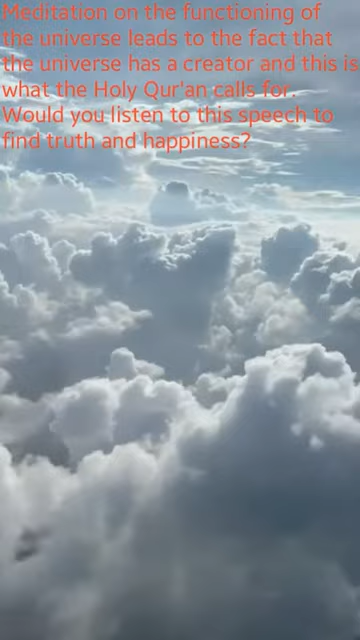 Meditation on the functioning of
the universe leads to the fact that
the universe has a creator and this is
what the Holy Qur'an calls for.
Would you listen to this speech to
find truth and happiness?